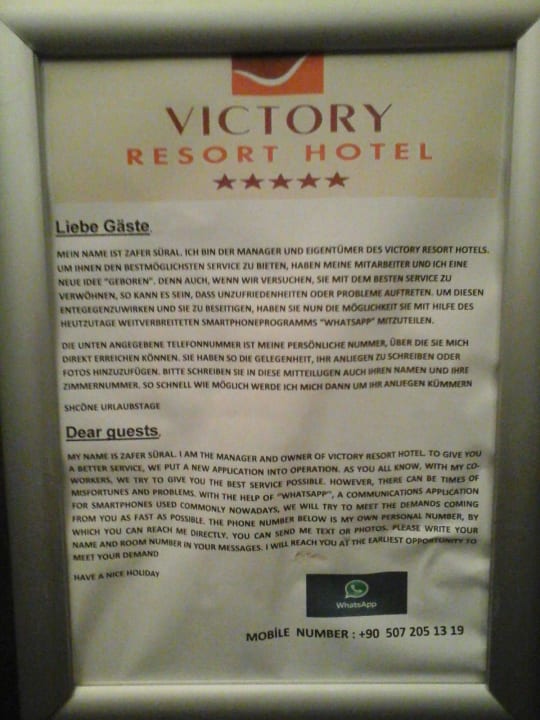 VICTORY
RESORT HOTEL
Liebe Gäste,
MEIN NAME IST ZAFER SÜRAL. ICH BIN DER MANAGER UND EIGENTÜMER DES VICTORY RESORT HOTELS.
UM IHNEN DEN BESTMÖGLICHSTEN SERVICE ZU BIETEN, HABEN MEINE MITARBEITER UND ICH EINE
NEUE IDEE "GEBOREN". DENN AUCH, WENN WIR VERSUCHEN, SIE MIT DEM BESTEN SERVICE ZU
VERWÖHNEN, SO KANN ES SEIN, DASS UNZUFRIEDENHEITEN ODER PROBLEME AUFTRETEN. UM DIESEN
ENTEGEGENZUWIRKEN UND SIE ZU BESEITIGEN, HABEN SIE NUN DIE MÖGLICHKEIT SIE MIT HILFE DES
HEUTZUTAGE WEITVERBREITETEN SMARTPHONEPROGRAMMS "WHATSAPP" MITZUTEILEN.
DIE UNTEN ANGEGEBENE TELEFONNUMMER IST MEINE PERSÖNLICHE NUMMER, ÜBER DIE SIE MICH
DIREKT ERREICHEN KÖNNEN. SIE HABEN SO DIE GELEGENHEIT, IHR ANLIEGEN ZU SCHREIBEN ODER
FOTOS HINZUZUFÜGEN. BITTE SCHREIBEN SIE IN DIESE MITTEILUGEN AUCH IHREN NAMEN UND IHRE
ZIMMERNUMMER. SO SCHNELL WIE MÖGLICH WERDE ICH MICH DANN UM IHR ANLIEGEN KÜMMERN
SHCÖNE URLAUBSTAGE
Dear guests,
MY NAME IS ZAFER SÜRAL. I AM THE MANAGER AND OWNER OF VICTORY RESORT HOTEL. TO GIVE YOU
A BETTER SERVICE, WE PUT A NEW APPLICATION INTO OPERATION. AS YOU ALL KNOW, WITH MY CO-
WORKERS, WE TRY TO GIVE YOU THE BEST SERVICE POSSIBLE. HOWEVER, THERE CAN BE TIMES OF
MISFORTUNES AND PROBLEMS. WITH THE HELP OF "WHATSAPP", A COMMUNICATIONS APPLICATION
FOR SMARTPHONES USED COMMONLY NOWADAYS, WE WILL TRY TO MEET THE DEMANDS COMING
FROM YOU AS FAST AS POSSIBLE. THE PHONE NUMBER BELOW IS MY OWN PERSONAL NUMBER, BY
WHICH YOU CAN REACH ME DIRECTLY. YOU CAN SEND ME TEXT OR PHOTOS. PLEASE WRITE YOUR
NAME AND ROOM NUMBER IN YOUR MESSAGES. I WILL REACH YOU AT THE EARLIEST OPPORTUNITY TO
MEET YOUR DEMAND
HAVE A NICE HOLIDAY
WhatsApp
MOBİLE NUMBER : +90 507 205 13 19